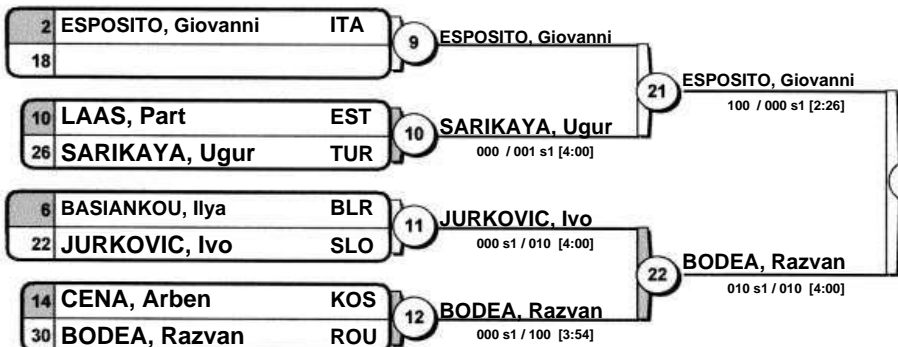 2 ESPOSITO, Giovanni ITA
18
9 ESPOSITO, Giovanni
10 LAAS, Part EST
26 SARIKAYA, Ugur TUR
10 SARIKAYA, Ugur
000 / 001 s1 [4:00]
21 ESPOSITO, Giovanni
100 / 000 s1 [2:26]
6 BASIANKOU, Ilya BLR
22 JURKOVIC, Ivo SLO
11 JURKOVIC, Ivo
000 s1 / 010 [4:00]
14 CENA, Arben KOS
30 BODEA, Razvan ROU
12 BODEA, Razvan
000 s1 / 100 [3:54]
22 BODEA, Razvan
010 s1 / 010 [4:00]